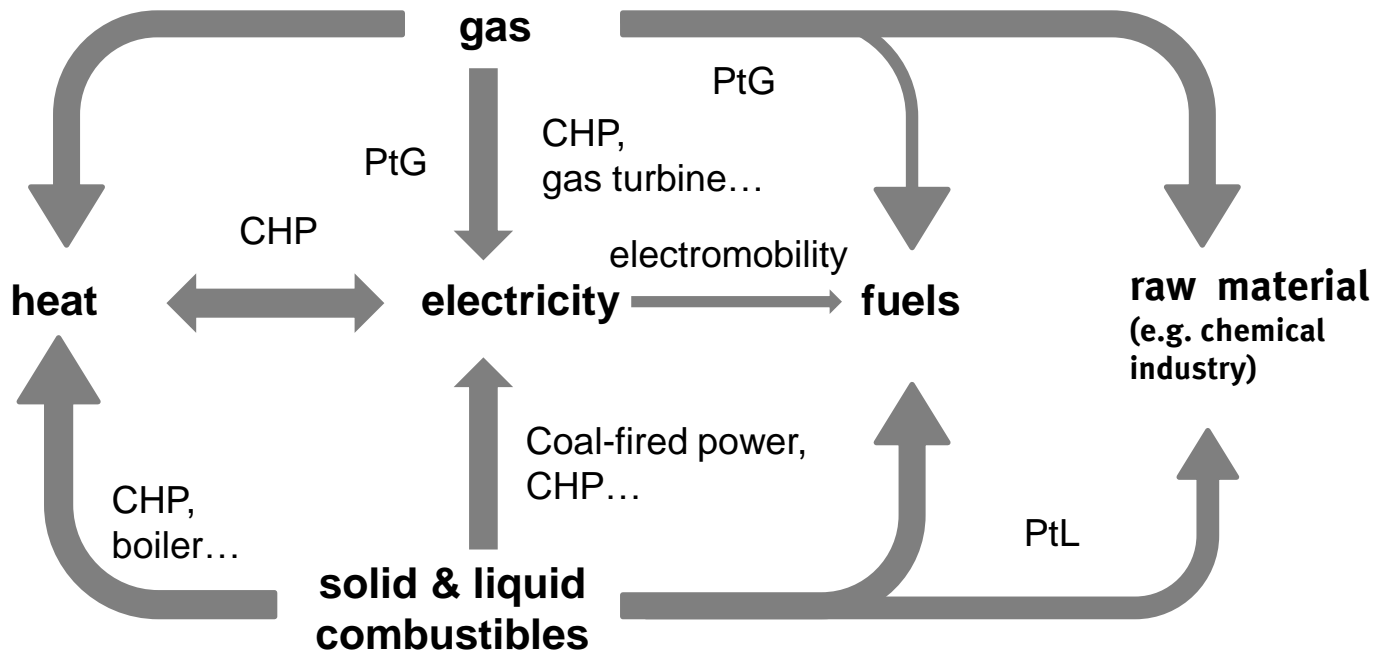 gas
PtG
CHP,
gas turbine…
PtG
CHP
electromobility
heat
electricity
fuels
raw material
(e.g. chemical
industry)
Coal-fired power,
CHP…
CHP,
boiler…
PtL
solid & liquid
combustibles